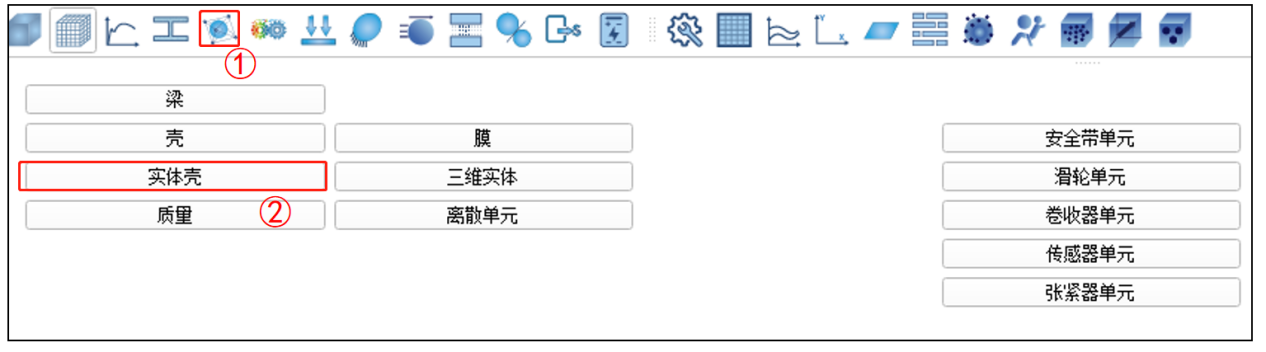 ①
梁
壳 膜 安全带单元
实体壳 三维实体 滑轮单元
质量 ② 离散单元 卷收器单元
传感器单元
张紧器单元